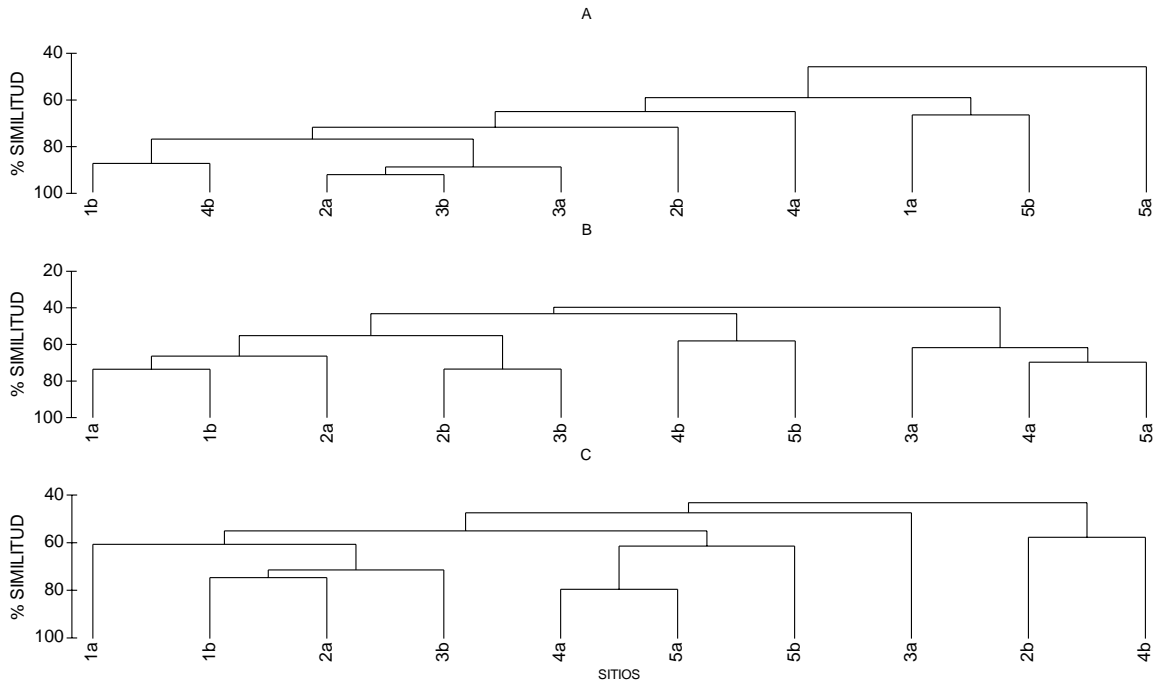 A
% SIMILITUD
40
60
80
100
1b 4b 2a 3b 3a 2b 4a 1a 5b 5a
B
% SIMILITUD
20
40
60
80
100
1a 1b 2a 2b 3b 4b 5b 3a 4a 5a
C
% SIMILITUD
40
60
80
100
1a 1b 2a 3b 4a 5a 5b 3a 2b 4b
SITIOS